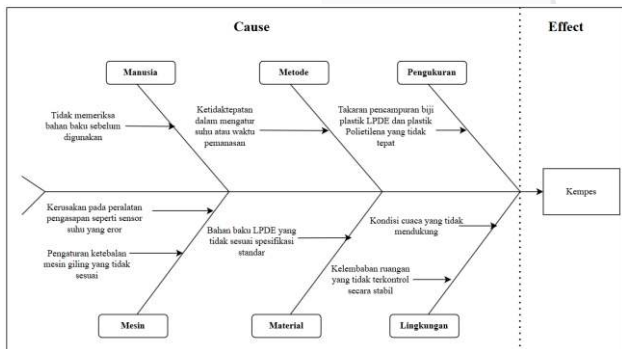 Cause
Effect
Manusia
Metode
Pengukuran
Tidak memeriksa
bahan baku sebelum
digunakan
Ketidaktepatan
dalam mengatur
suhu atau waktu
pemanasan
Takaran pencampuran biji
plastik LPDE dan plastik
Polietilena yang tidak
tepat
Kempes
Kerusakan pada peralatan
pengasapan seperti sensor
suhu yang eror
Pengaturan ketebalan
mesin giling yang tidak
sesuai
Bahan baku LPDE yang
tidak sesuai spesifikasi
standar
Kondisi cuaca yang tidak
mendukung
Kelembaban ruangan
yang tidak terkontrol
secara stabil
Mesin
Material
Lingkungan